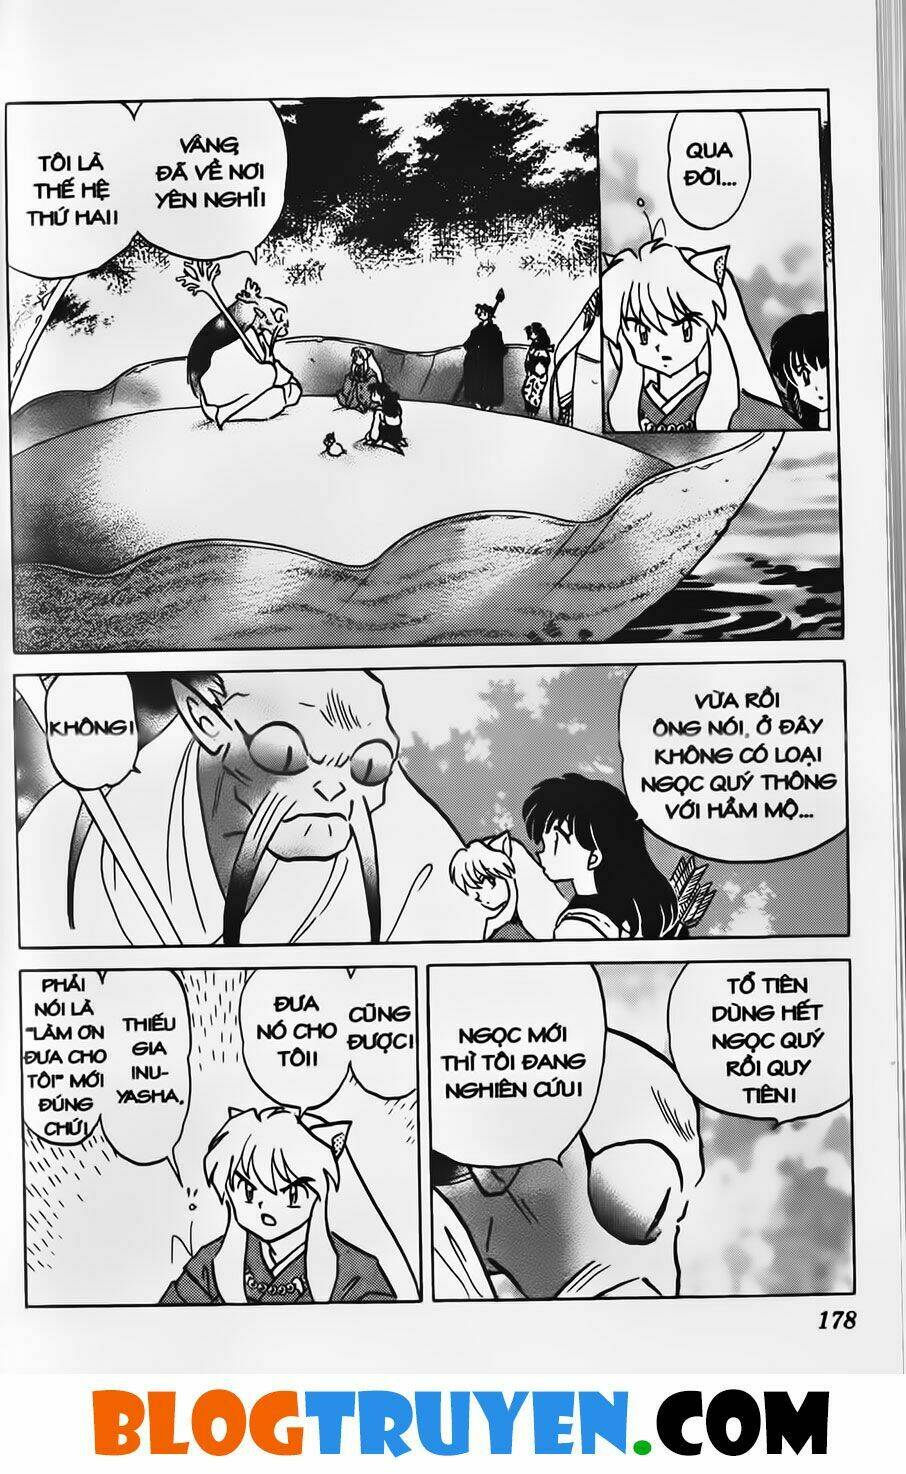 QUA
ĐỜI...
VÂNG,
ĐÃ VỀ NƠI
YÊN NGHỈ!
TÔI LÀ
THẾ HỆ
THỨ HAI!
VỪA RỒI
ÔNG NÓI, Ở ĐÂY
KHÔNG CÓ LOẠI
NGỌC QUÝ THÔNG
VỚI HẦM MỘ...
KHÔNG!
TỔ TIÊN
DÙNG HẾT
NGỌC QUÝ
RỒI QUY
TIÊN!
NGỌC MỚI
THÌ TÔI ĐANG
NGHIÊN CỨU!
CŨNG
ĐƯỢC!
ĐƯA
NÓ CHO
TÔI!
THIẾU
GIA
INU-
YASHA,
PHẢI
NÓI LÀ
"LÀM ƠN
ĐƯA CHO
TÔI" MỚI
ĐÚNG
CHỨ!
178
BLOGTRUYEN.COM